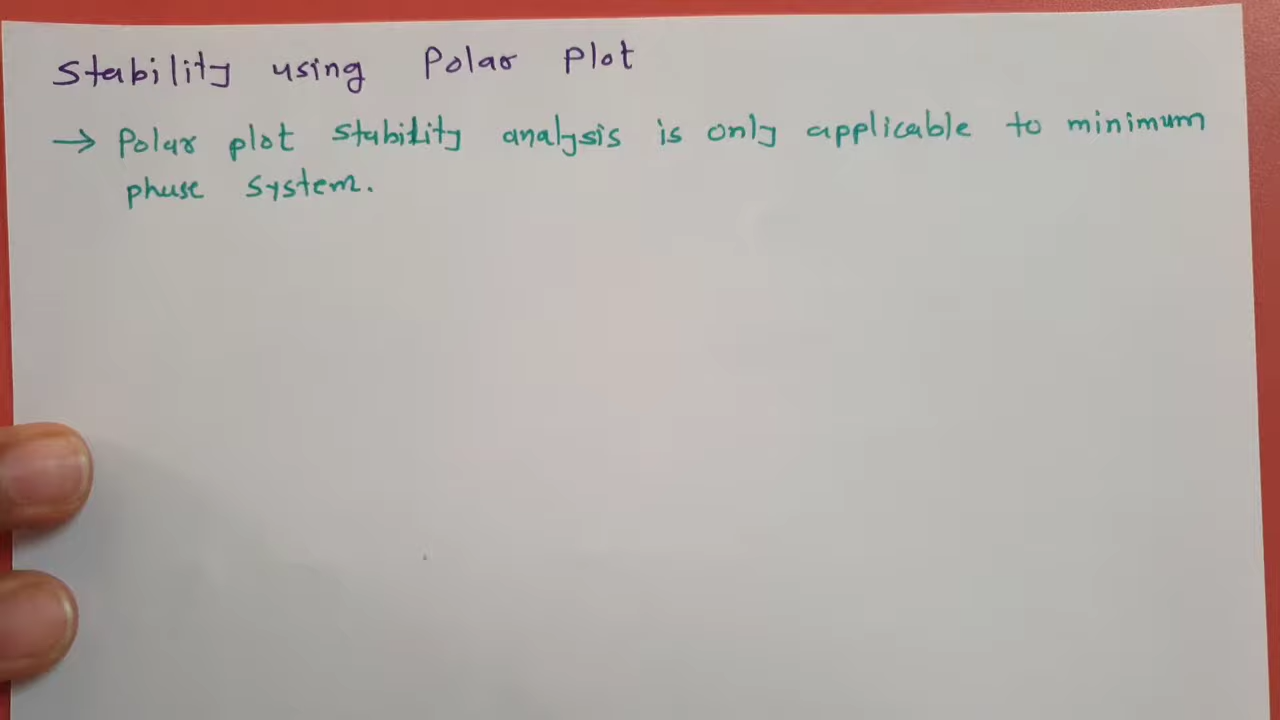 Stability using Polar Plot
→ Polar plot stability analysis is only applicable to minimum
phase system.